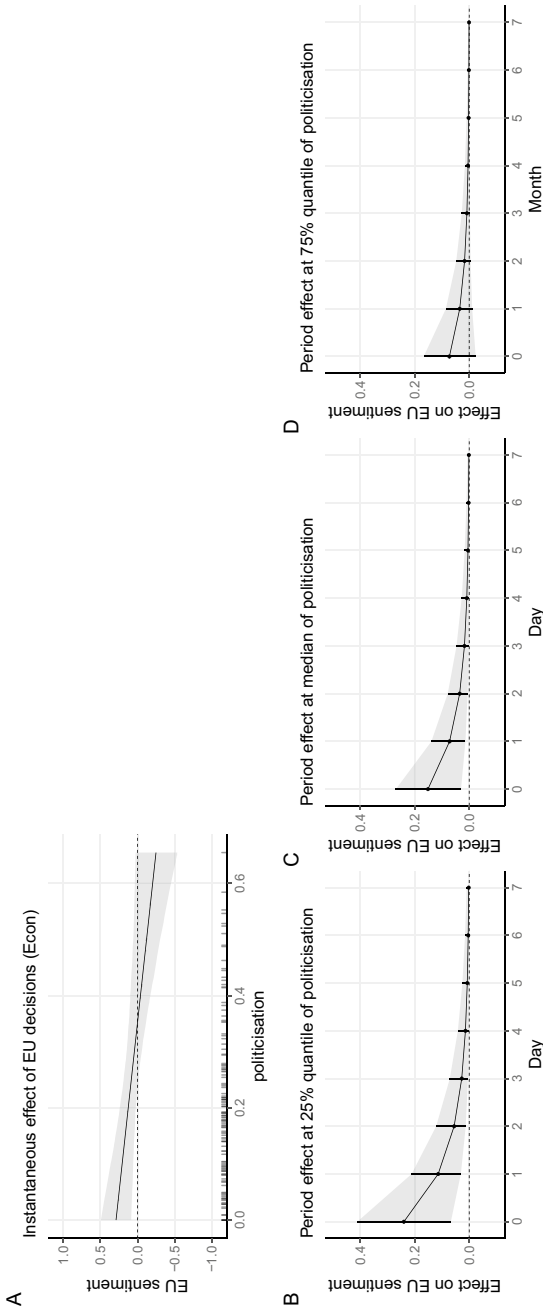 A
Instantaneous effect of EU decisions (Econ)
EU sentiment
1.0
0.5
0.0
−0.5
−1.0
0.0 0.2 0.4 0.6
politicisation
B
Period effect at 25% quantile of politicisation
Effect on EU sentiment
0.4
0.2
0.0
0 1 2 3 4 5 6 7
Day
C
Period effect at median of politicisation
Effect on EU sentiment
0.4
0.2
0.0
0 1 2 3 4 5 6 7
Day
D
Period effect at 75% quantile of politicisation
Effect on EU sentiment
0.4
0.2
0.0
0 1 2 3 4 5 6 7
Month